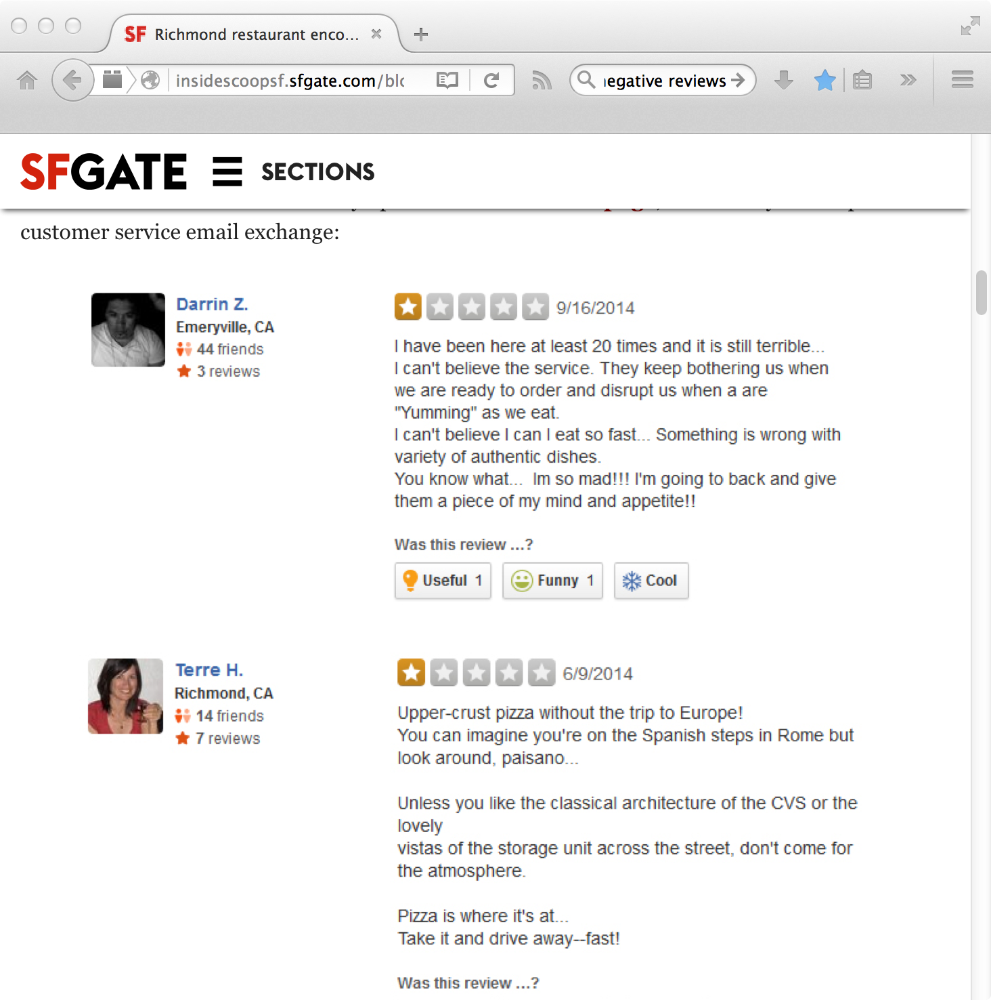 SF Richmond restaurant enco...
insidescoopsf.sfgate.com/blo
egative reviews
SFGATE SECTIONS
customer service email exchange:
Darrin Z.
Emeryville, CA
44 friends
3 reviews
9/16/2014
I have been here at least 20 times and it is still terrible...
I can't believe the service. They keep bothering us when
we are ready to order and disrupt us when a are
"Yumming" as we eat.
I can't believe I can I eat so fast... Something is wrong with
variety of authentic dishes.
You know what...  Im so mad!!! I'm going to back and give
them a piece of my mind and appetite!!
Was this review ...?
Useful 1 Funny 1 Cool
Terre H.
Richmond, CA
14 friends
7 reviews
6/9/2014
Upper-crust pizza without the trip to Europe!
You can imagine you're on the Spanish steps in Rome but
look around, paisano...
Unless you like the classical architecture of the CVS or the
lovely
vistas of the storage unit across the street, don't come for
the atmosphere.
Pizza is where it's at...
Take it and drive away--fast!
Was this review ...?